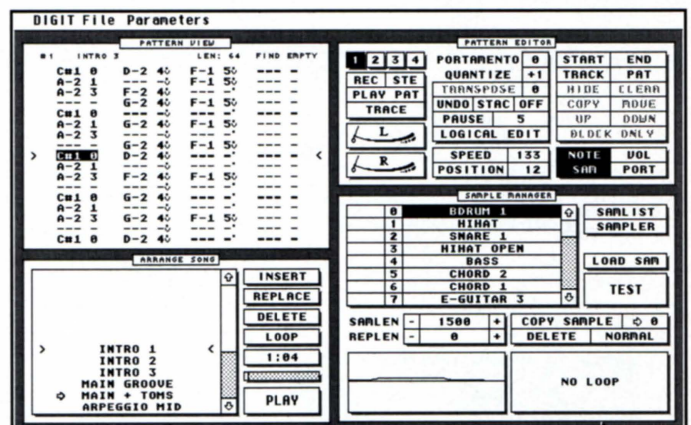 DIGIT File Parameters
PATTERN VIEW
#1 INTRO 3 LEN: 64 FIND EMPTY
C#1 0 D-2 4 F-1 5 --- -
A-2 1 --- - F-1 5 --- -
A-2 3 F-2 4 --- - --- -
--- - G-2 4 F-1 5 --- -
C#1 0 --- - --- - --- -
A-2 1 G-2 4 F-1 5 --- -
A-2 3 G-2 4 F-1 5 --- -
--- - G-2 4 --- - --- -
> C#1 0 D-2 4 --- - --- - <
A-2 1 --- - --- - --- -
A-2 3 F-2 4 --- - --- -
--- - --- - --- - --- -
C#1 0 G-2 4 --- - --- -
A-2 1 --- - --- - --- -
A-2 3 G-2 4 F-1 5 --- -
--- - --- - --- - --- -
C#1 0 D-2 4 --- - --- -
ARRANGE SONG
> INTRO 1 <
INTRO 2
INTRO 3
MAIN GROOVE
MAIN + TOMS
ARPEGGIO MID
INSERT
REPLACE
DELETE
LOOP
1:04
PLAY
PATTERN EDITOR
1 2 3 4
REC STE
PLAY PAT
TRACE
L
R
PORTAMENTO 0
QUANTIZE +1
TRANSPOSE 0
UNDO STAC OFF
PAUSE 5
LOGICAL EDIT
SPEED 133
POSITION 12
START END
TRACK PAT
HIDE CLEAR
COPY MOVE
UP DOWN
BLOCK ONLY
NOTE VOL
SAM PORT
SAMPLE MANAGER
0 BDRUM 1
1 HIHAT
2 SNARE 1
3 HIHAT OPEN
4 BASS
5 CHORD 2
6 CHORD 1
7 E-GUITAR 3
SAMLIST
SAMPLER
LOAD SAM
TEST
SAMLEN - 1500 +
REPLEN - 0 +
COPY SAMPLE ⇨ 0
DELETE NORMAL
NO LOOP